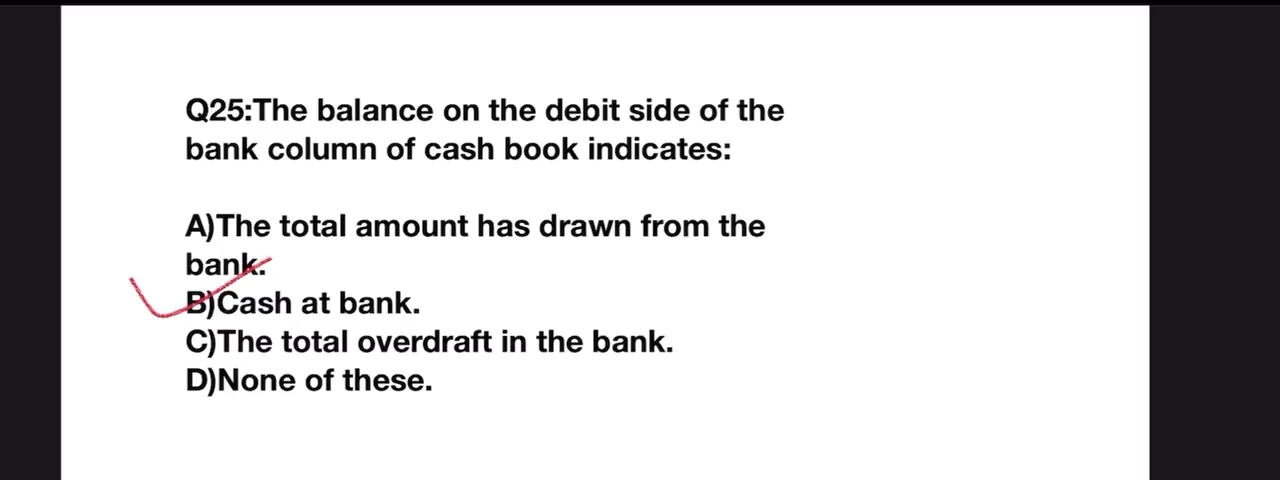 Q25:The balance on the debit side of the
bank column of cash book indicates:
A)The total amount has drawn from the
bank.
B)Cash at bank.
C)The total overdraft in the bank.
D)None of these.